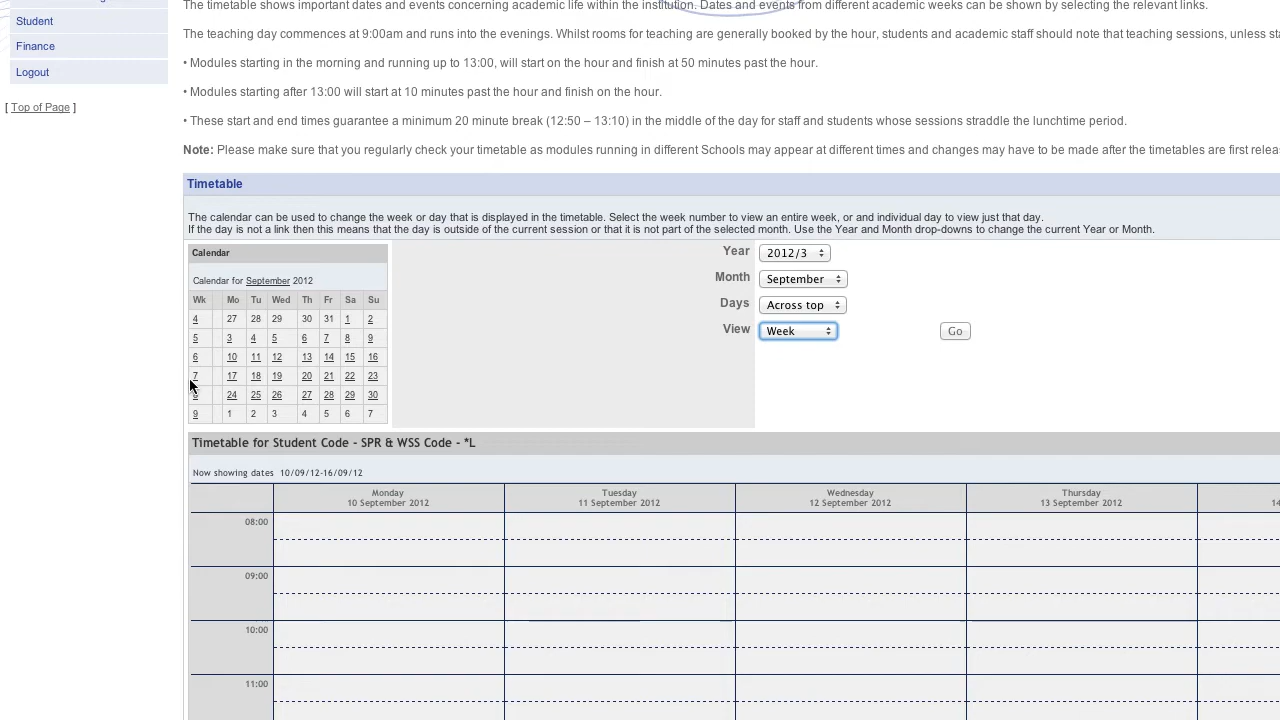 The timetable shows important dates and events concerning academic life within the institution. Dates and events from different academic weeks can be shown by selecting the relevant links.
Student
The teaching day commences at 9:00am and runs into the evenings. Whilst rooms for teaching are generally booked by the hour, students and academic staff should note that teaching sessions, unless
Finance
• Modules starting in the morning and running up to 13:00, will start on the hour and finish at 50 minutes past the hour.
Logout
• Modules starting after 13:00 will start at 10 minutes past the hour and finish on the hour.
[ Top of Page ]
• These start and end times guarantee a minimum 20 minute break (12:50 – 13:10) in the middle of the day for staff and students whose sessions straddle the lunchtime period.
Note: Please make sure that you regularly check your timetable as modules running in different Schools may appear at different times and changes may have to be made after the timetables are first
Timetable
The calendar can be used to change the week or day that is displayed in the timetable. Select the week number to view an entire week, or and individual day to view just that day.
If the day is not a link then this means that the day is outside of the current session or that it is not part of the selected month. Use the Year and Month drop-downs to change the current Year or Month.
Calendar
Year 2012/3
Calendar for September 2012
Month September
Wk Mo Tu Wed Th Fr Sa Su
Days Across top
4 27 28 29 30 31 1 2
View Week Go
5 3 4 5 6 7 8 9
6 10 11 12 13 14 15 16
7 17 18 19 20 21 22 23
24 25 26 27 28 29 30
9 1 2 3 4 5 6 7
Timetable for Student Code - SPR & WSS Code - *L
Now showing dates 10/09/12-16/09/12
Monday Tuesday Wednesday Thursday
10 September 2012 11 September 2012 12 September 2012 13 September 2012 14
08:00
09:00
10:00
11:00